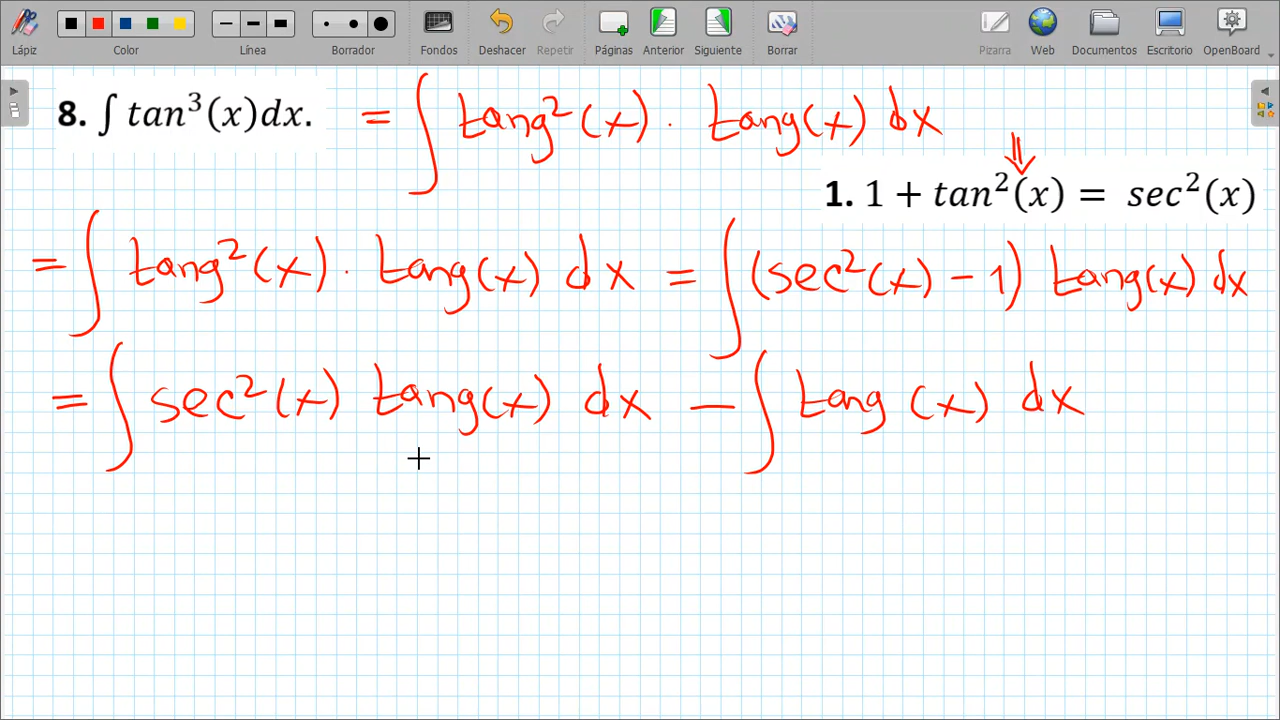 Lápiz Color Línea Borrador Fondos Deshacer Repetir Páginas Anterior Siguiente Borrar Pizarra Web Documentos Escritorio OpenBoard
8. ∫ tan³(x)dx. = ∫ tang²(x) · tang(x) dx
1. 1 + tan²(x) = sec²(x)
= ∫ tang²(x) · tang(x) dx = ∫ (sec²(x) - 1) tang(x) dx
= ∫ sec²(x) tang(x) dx - ∫ tang (x) dx